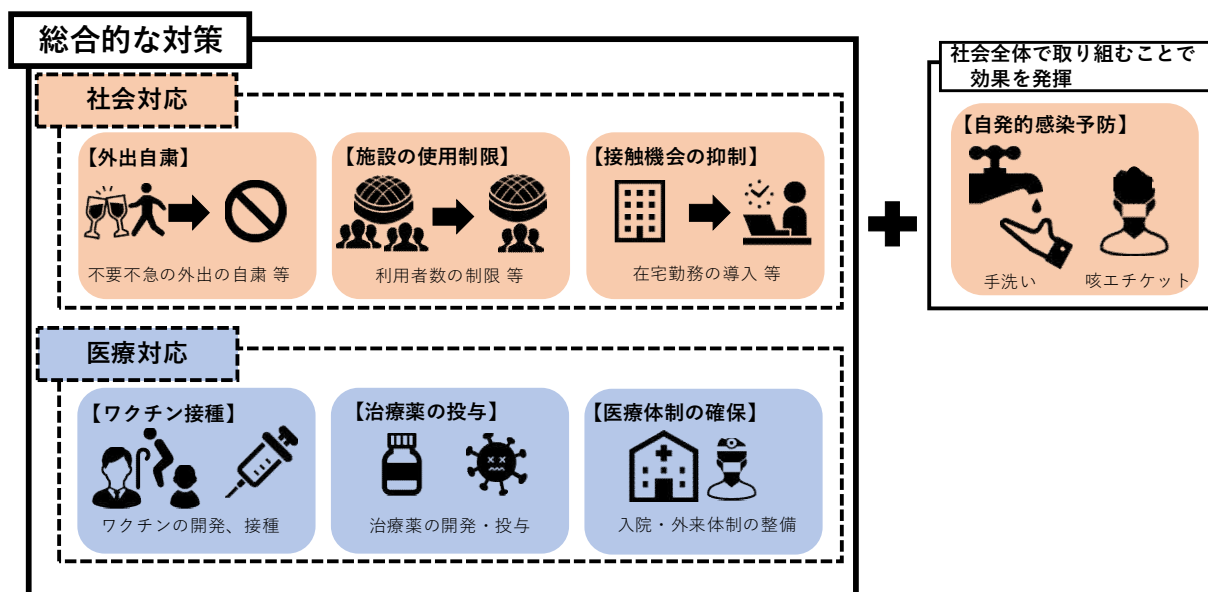 総合的な対策
社会対応
【外出自粛】
不要不急の外出の自粛 等
【施設の使用制限】
利用者数の制限 等
【接触機会の抑制】
在宅勤務の導入 等
医療対応
【ワクチン接種】
ワクチンの開発、接種
【治療薬の投与】
治療薬の開発・投与
【医療体制の確保】
入院・外来体制の整備
社会全体で取り組むことで
効果を発揮
【自発的感染予防】
手洗い
咳エチケット